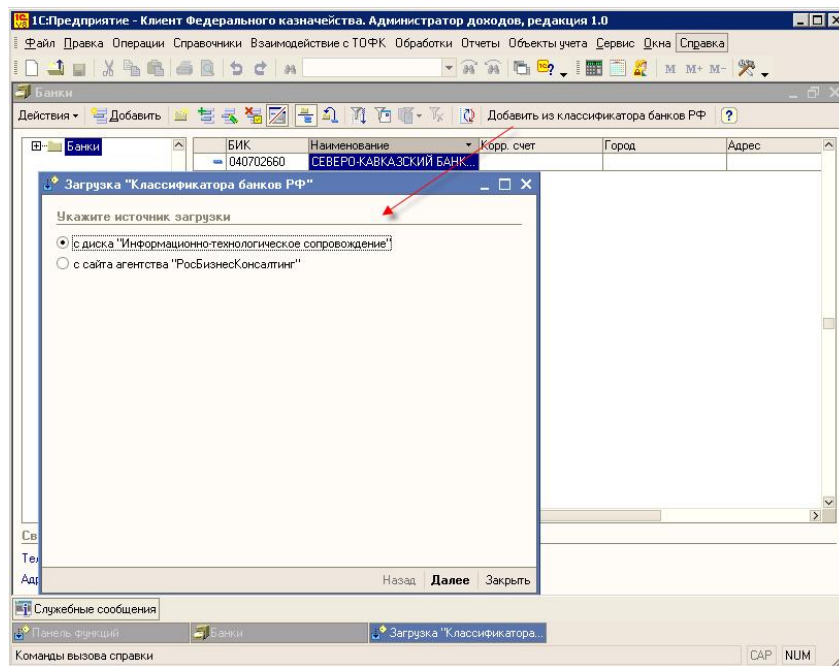 1С:Предприятие - Клиент Федерального казначейства. Администратор доходов, редакция 1.0
Файл Правка Операции Справочники Взаимодействие с ТОФК Обработки Отчеты Объекты учета Сервис Окна Справка
M M+ M-
Банки
Действия Добавить Добавить из классификатора банков РФ ?
Банки
БИК Наименование Корр. счет Город Адрес
040702660 СЕВЕРО-КАВКАЗСКИЙ БАНК...
Загрузка "Классификатора банков РФ"
Укажите источник загрузки
с диска "Информационно-технологическое сопровождение"
с сайта агентства "РосБизнесКонсалтинг"
Св
Тел
Адр
Назад Далее Закрыть
Служебные сообщения
Панель функций Банки Загрузка "Классификатора...
Команды вызова справки CAP NUM